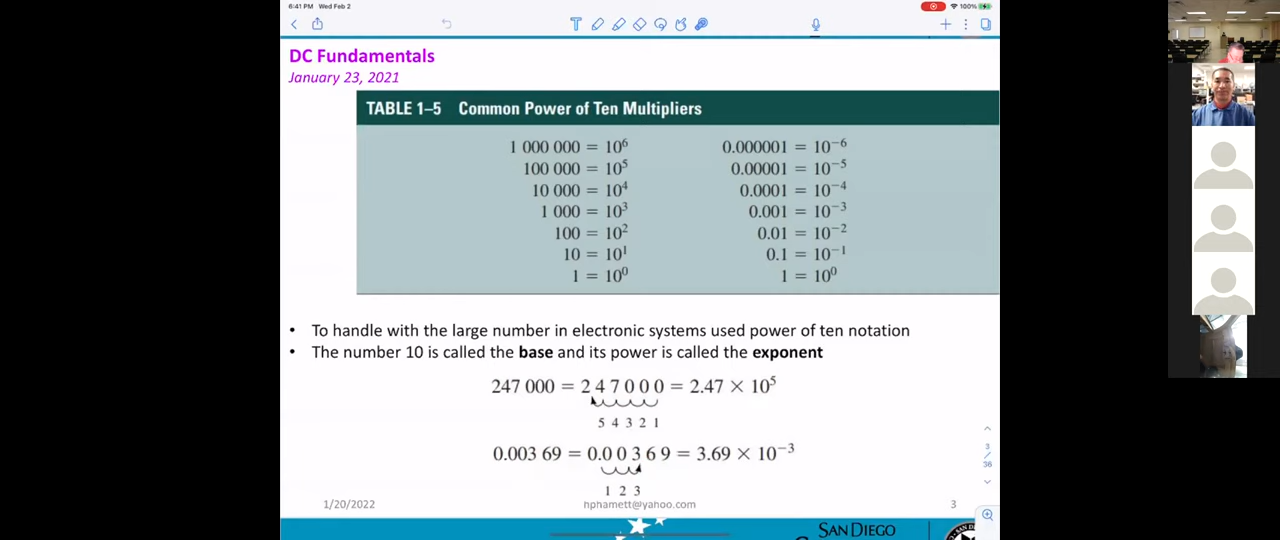 6:41 PM Wed Feb 2
100%
DC Fundamentals
January 23, 2021
TABLE 1–5 Common Power of Ten Multipliers
1 000 000 = 10⁶ 0.000001 = 10⁻⁶
100 000 = 10⁵ 0.00001 = 10⁻⁵
10 000 = 10⁴ 0.0001 = 10⁻⁴
1 000 = 10³ 0.001 = 10⁻³
100 = 10² 0.01 = 10⁻²
10 = 10¹ 0.1 = 10⁻¹
1 = 10⁰ 1 = 10⁰
• To handle with the large number in electronic systems used power of ten notation
• The number 10 is called the base and its power is called the exponent
247 000 = 2 4 7 0 0 0 = 2.47 × 10⁵
5 4 3 2 1
0.003 69 = 0.0 0 3 6 9 = 3.69 × 10⁻³
1 2 3
1/20/2022 hphamett@yahoo.com 3
3
/
36
SAN DIEGO